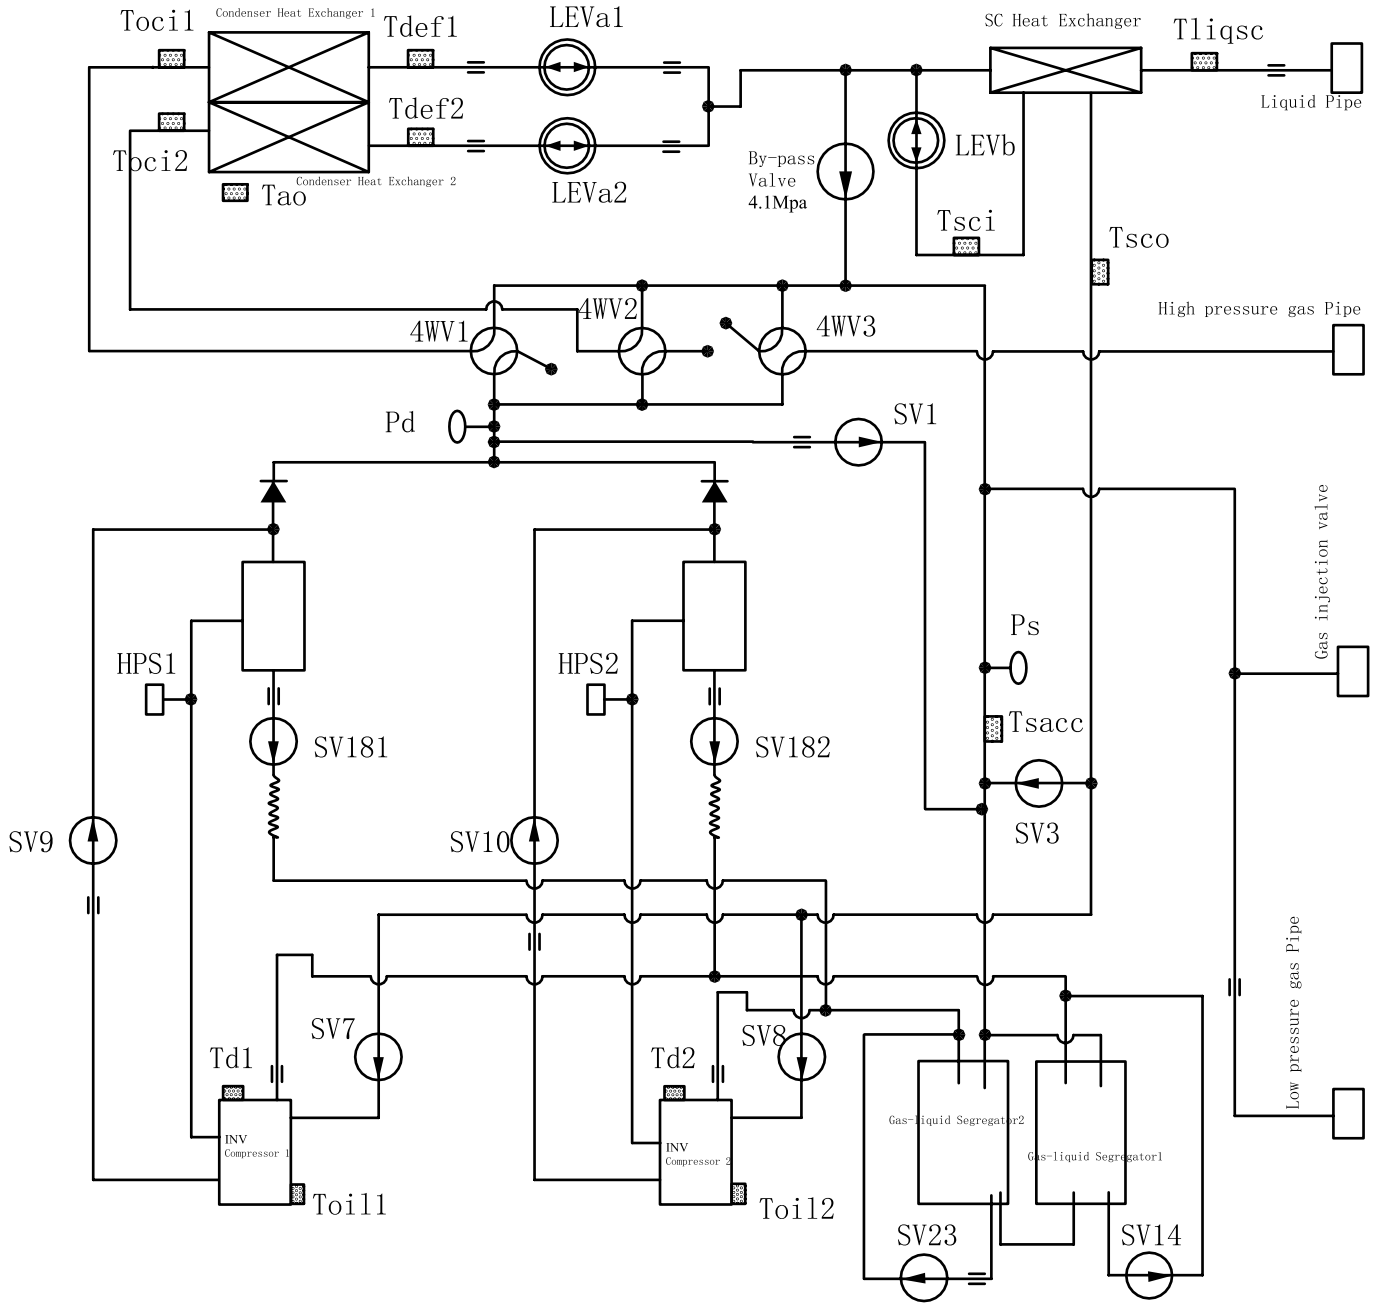 Toci1
Condenser Heat Exchanger 1
Tdef1
LEVa1
SC Heat Exchanger
Tliqsc
Liquid Pipe
Tdef2
Toci2
Condenser Heat Exchanger 2
Tao
LEVa2
By-pass
Valve
4.1Mpa
LEVb
Tsci
Tsco
High pressure gas Pipe
4WV1
4WV2
4WV3
Pd
SV1
Gas injection valve
HPS1
HPS2
Ps
SV181
SV182
Tsacc
SV9
SV10
SV3
Low pressure gas Pipe
SV7
SV8
Td1
Td2
INV
Compressor 1
INV
Compressor 2
Gas-liquid Segregator2
Gas-liquid Segregator1
Toil1
Toil2
SV23
SV14